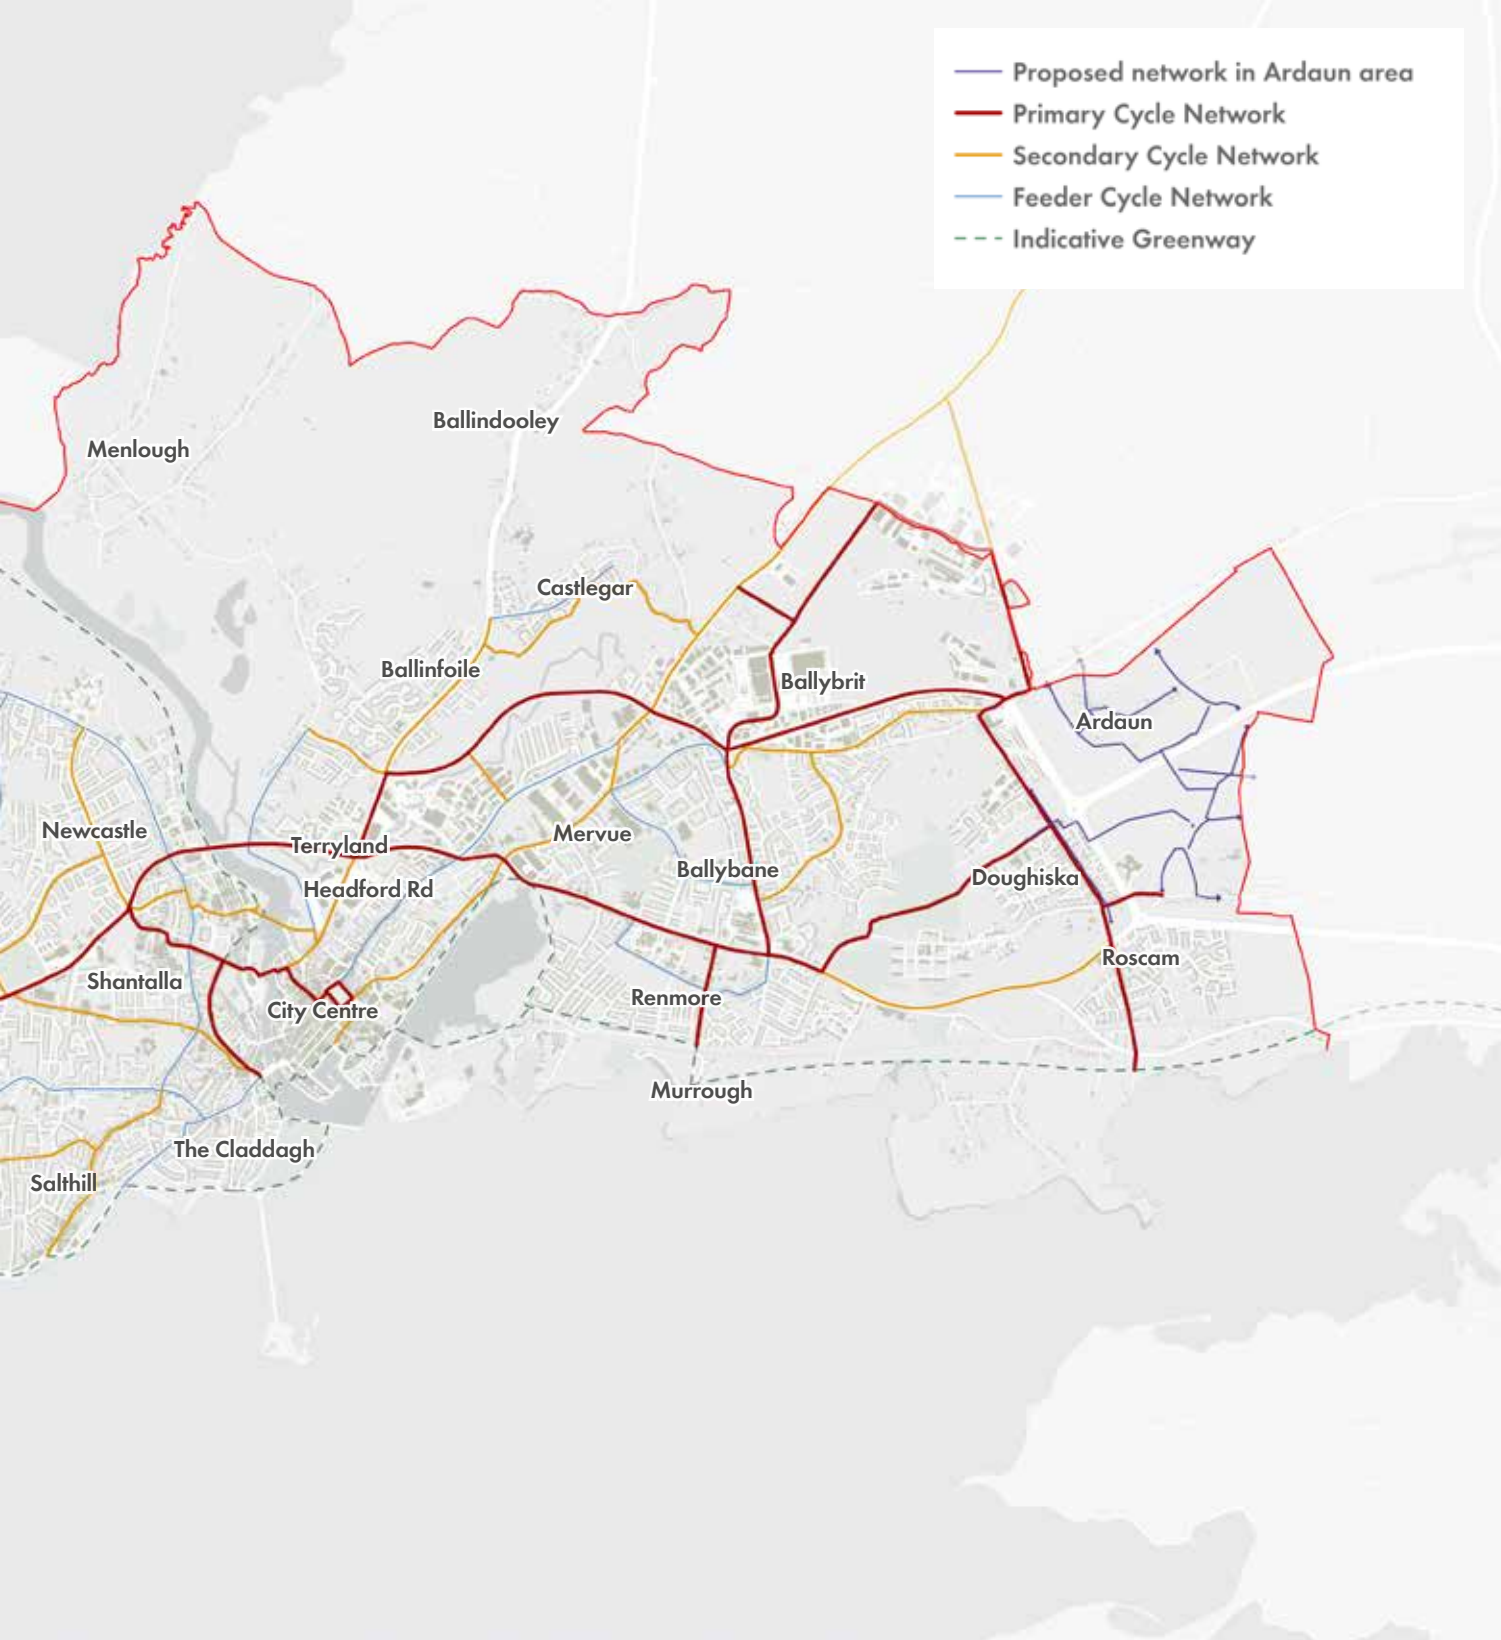 Proposed network in Ardaun area
Primary Cycle Network
Secondary Cycle Network
Feeder Cycle Network
Indicative Greenway
Ballindooley
Menlough
Castlegar
Ballinfoile
Ballybrit
Ardaun
Newcastle
Mervue
Terryland
Ballybane
Doughiska
Headford Rd
Roscam
Shantalla
Renmore
City Centre
Murrough
The Claddagh
Salthill